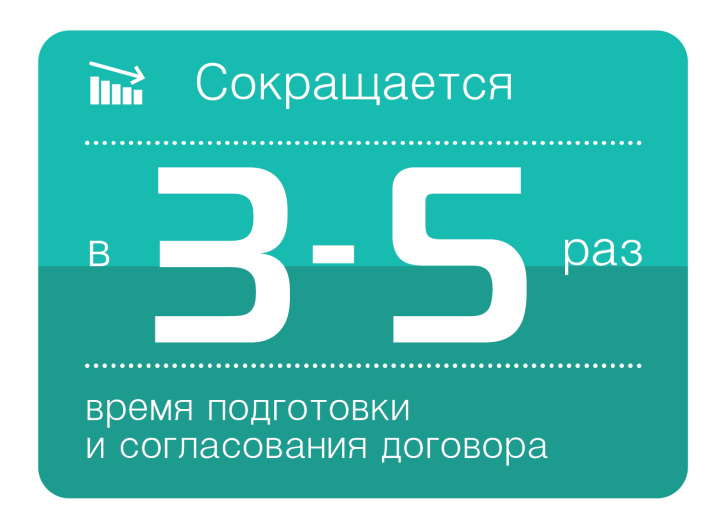 Сокращается
в 3-5 раз
время подготовки
и согласования договора